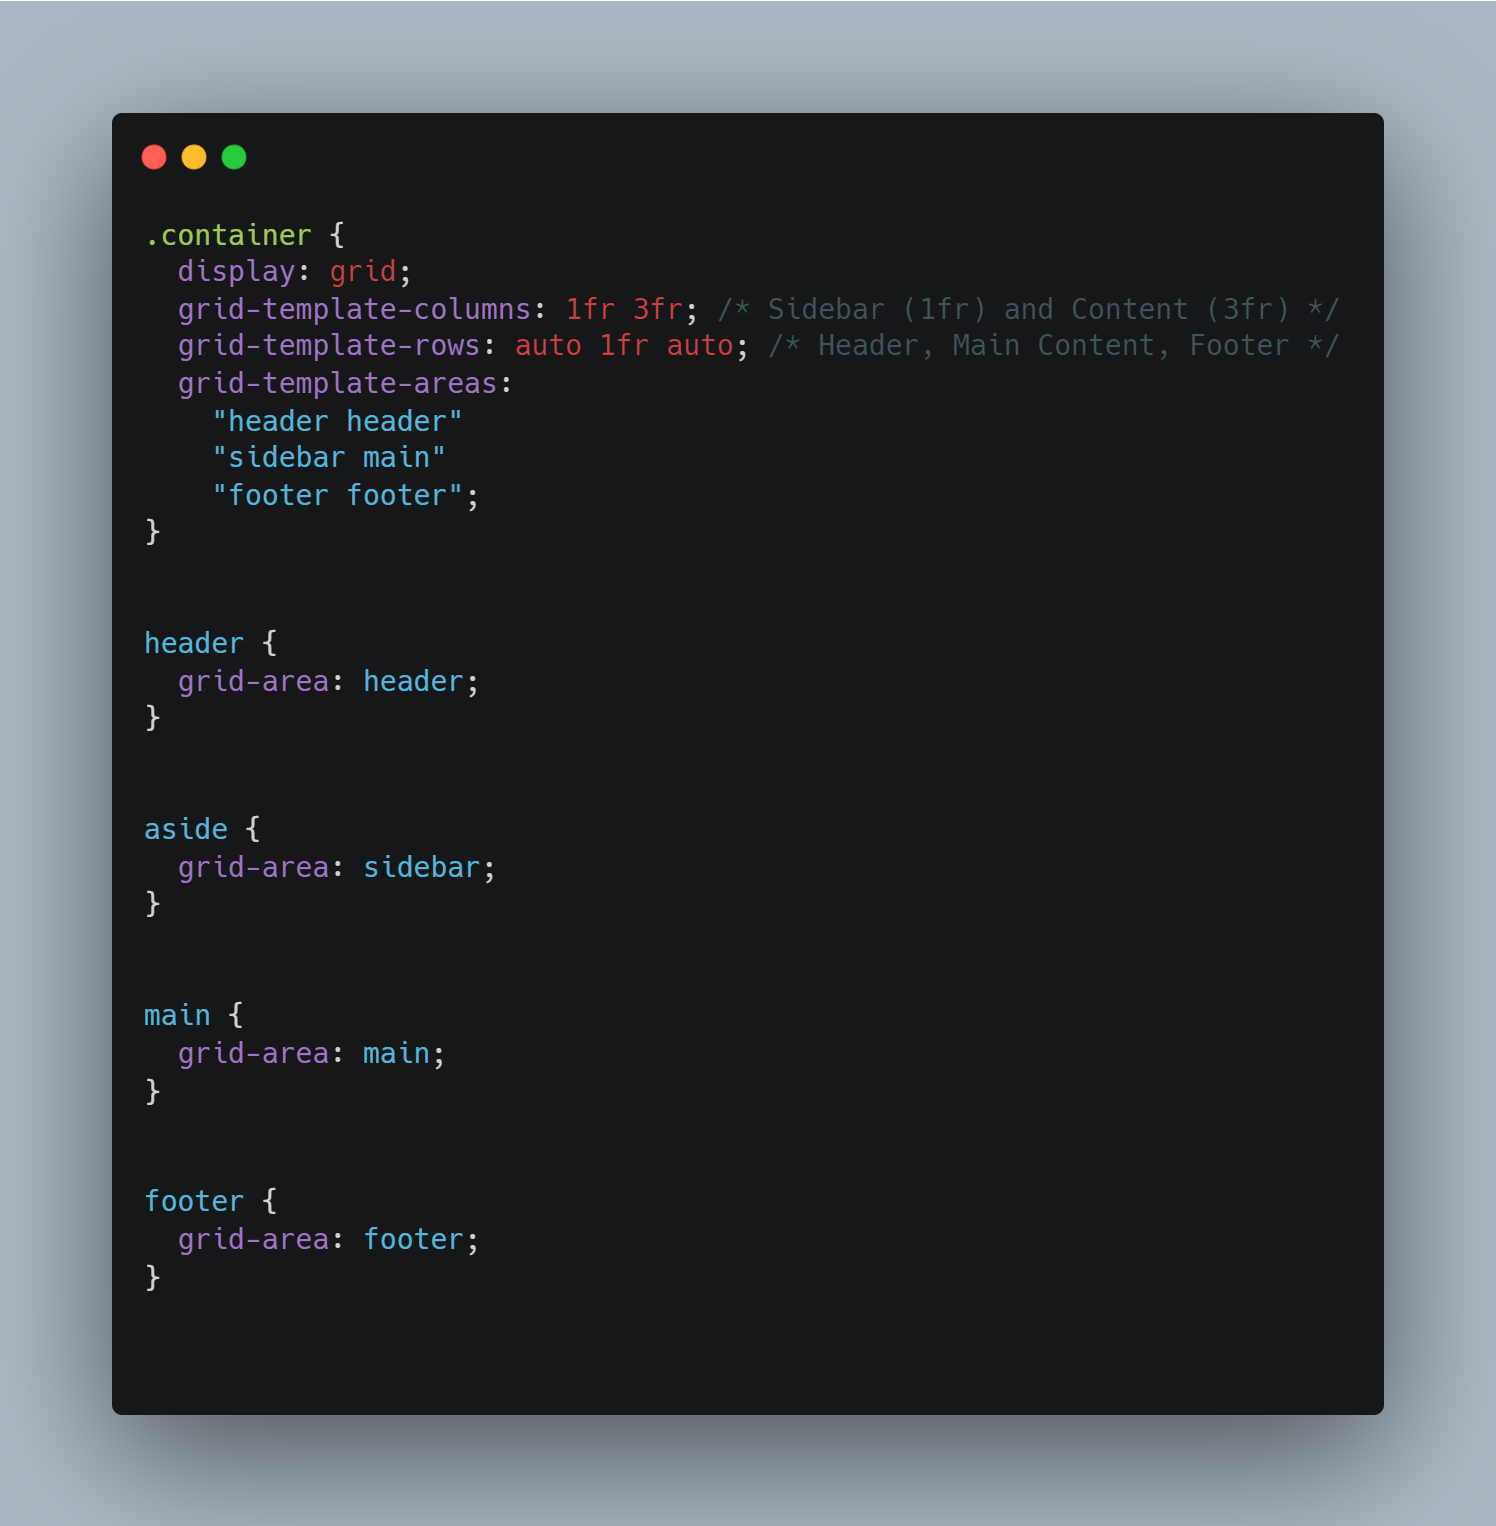 .container {
  display: grid;
  grid-template-columns: 1fr 3fr; /* Sidebar (1fr) and Content (3fr) */
  grid-template-rows: auto 1fr auto; /* Header, Main Content, Footer */
  grid-template-areas:
    "header header"
    "sidebar main"
    "footer footer";
}

header {
  grid-area: header;
}

aside {
  grid-area: sidebar;
}

main {
  grid-area: main;
}

footer {
  grid-area: footer;
}